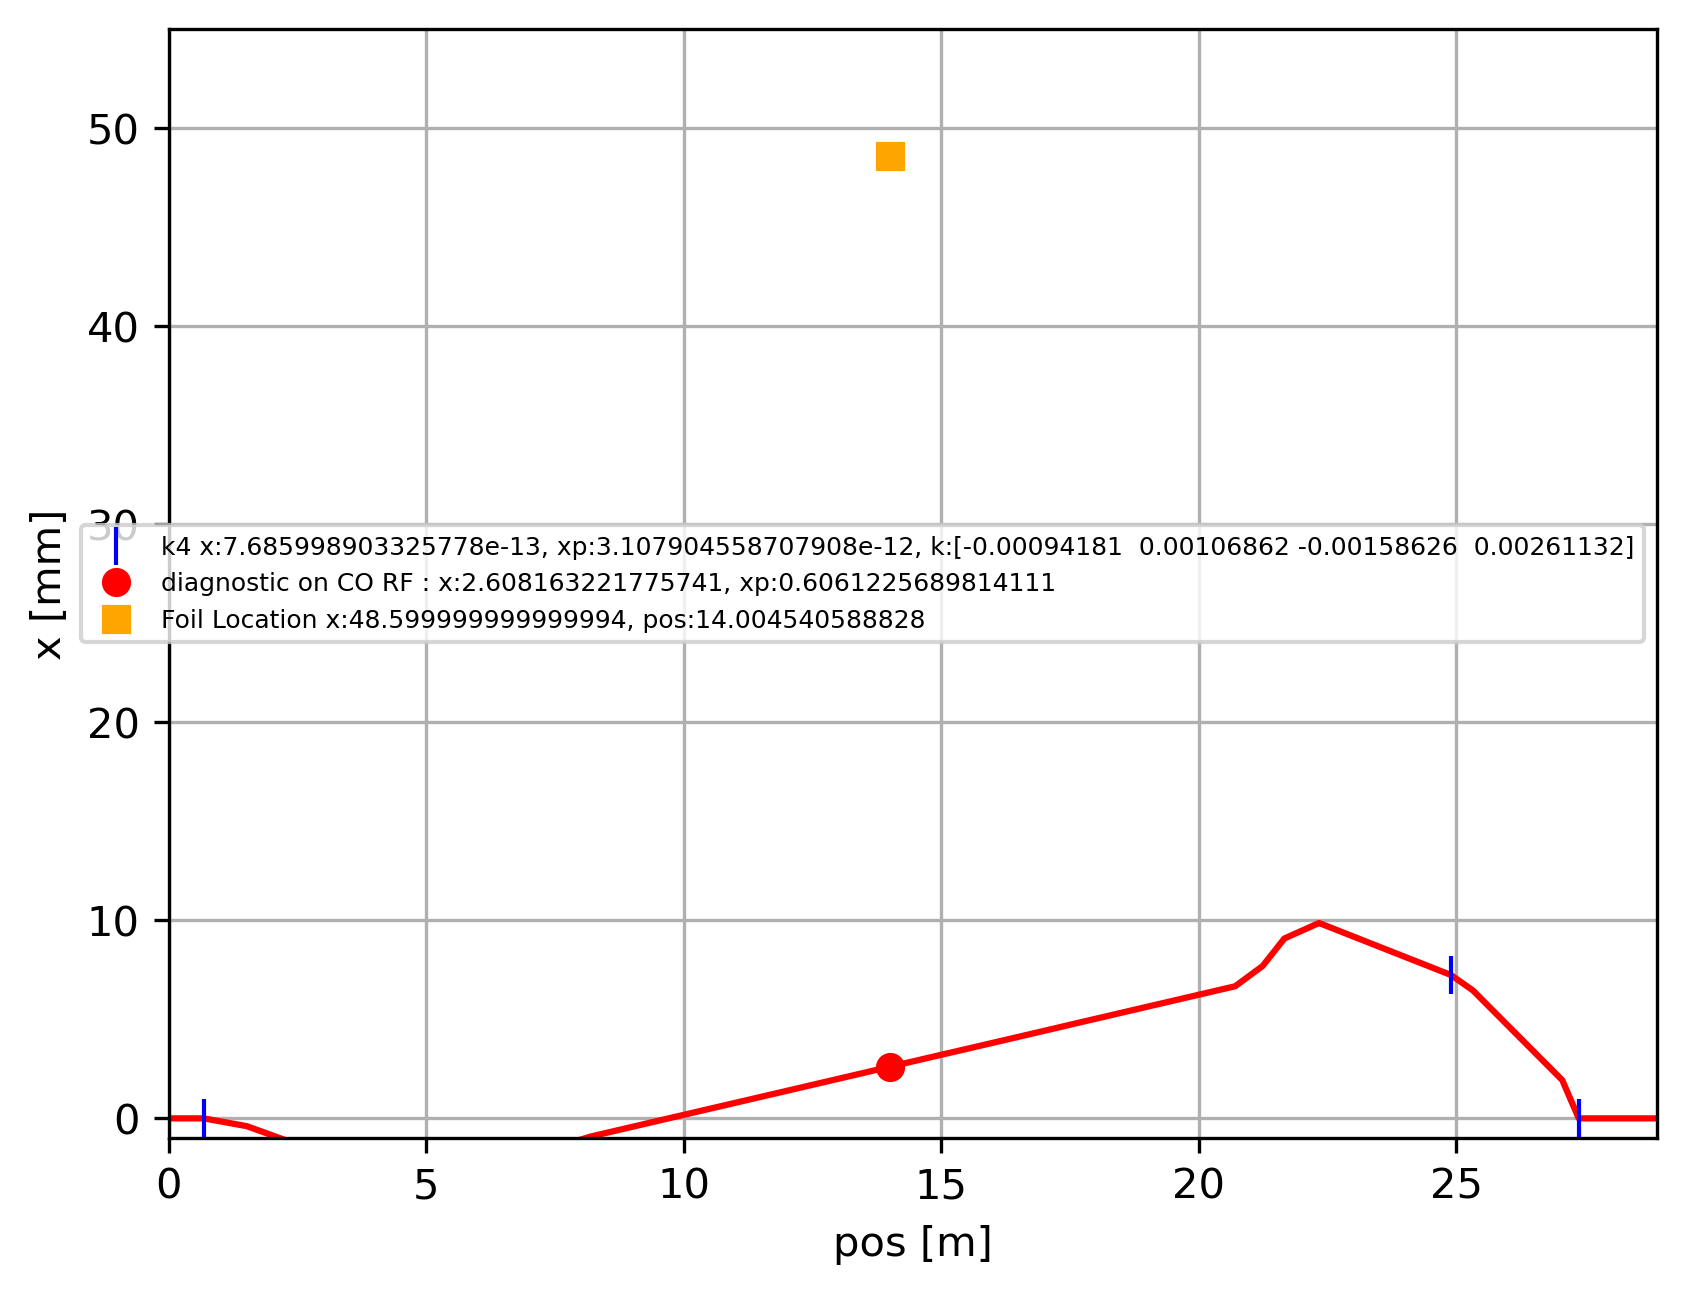 50
40
30
20
10
0
x [mm]
k4 x:7.685998903325778e-13, xp:3.107904558707908e-12, k:[-0.00094181  0.00106862 -0.00158626  0.00261132]
diagnostic on CO RF : x:2.608163221775741, xp:0.6061225689814111
Foil Location x:48.599999999999994, pos:14.004540588828
0 5 10 15 20 25
pos [m]